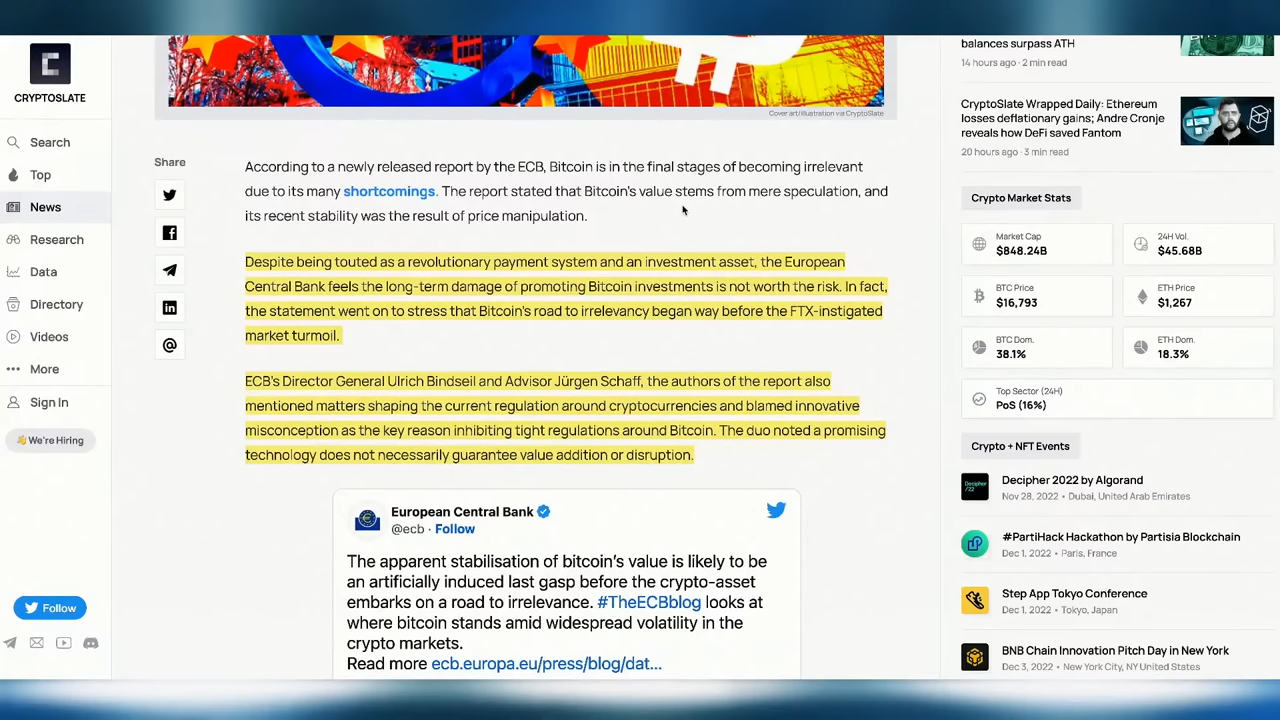 CRYPTOSLATE
Search
Top
News
Research
Data
Directory
Videos
More
Sign In
We're Hiring
Follow
Cover art/illustration via CryptoSlate
Share
According to a newly released report by the ECB, Bitcoin is in the final stages of becoming irrelevant
due to its many shortcomings. The report stated that Bitcoin's value stems from mere speculation, and
its recent stability was the result of price manipulation.
Despite being touted as a revolutionary payment system and an investment asset, the European
Central Bank feels the long-term damage of promoting Bitcoin investments is not worth the risk. In fact,
the statement went on to stress that Bitcoin's road to irrelevancy began way before the FTX-instigated
market turmoil.
ECB's Director General Ulrich Bindseil and Advisor Jürgen Schaff, the authors of the report also
mentioned matters shaping the current regulation around cryptocurrencies and blamed innovative
misconception as the key reason inhibiting tight regulations around Bitcoin. The duo noted a promising
technology does not necessarily guarantee value addition or disruption.
European Central Bank
@ecb · Follow
The apparent stabilisation of bitcoin's value is likely to be
an artificially induced last gasp before the crypto-asset
embarks on a road to irrelevance. #TheECBblog looks at
where bitcoin stands amid widespread volatility in the
crypto markets.
Read more ecb.europa.eu/press/blog/dat...
balances surpass ATH
14 hours ago · 2 min read
CryptoSlate Wrapped Daily: Ethereum
losses deflationary gains; Andre Cronje
reveals how DeFi saved Fantom
20 hours ago · 3 min read
Crypto Market Stats
Market Cap
$848.24B
24H Vol.
$45.68B
BTC Price
$16,793
ETH Price
$1,267
BTC Dom.
38.1%
ETH Dom.
18.3%
Top Sector (24H)
PoS (16%)
Crypto + NFT Events
Decipher 2022 by Algorand
Nov 28, 2022 • Dubai, United Arab Emirates
#PartiHack Hackathon by Partisia Blockchain
Dec 1, 2022 • Paris, France
Step App Tokyo Conference
Dec 1, 2022 • Tokyo, Japan
BNB Chain Innovation Pitch Day in New York
Dec 3, 2022 • New York City, NY United States